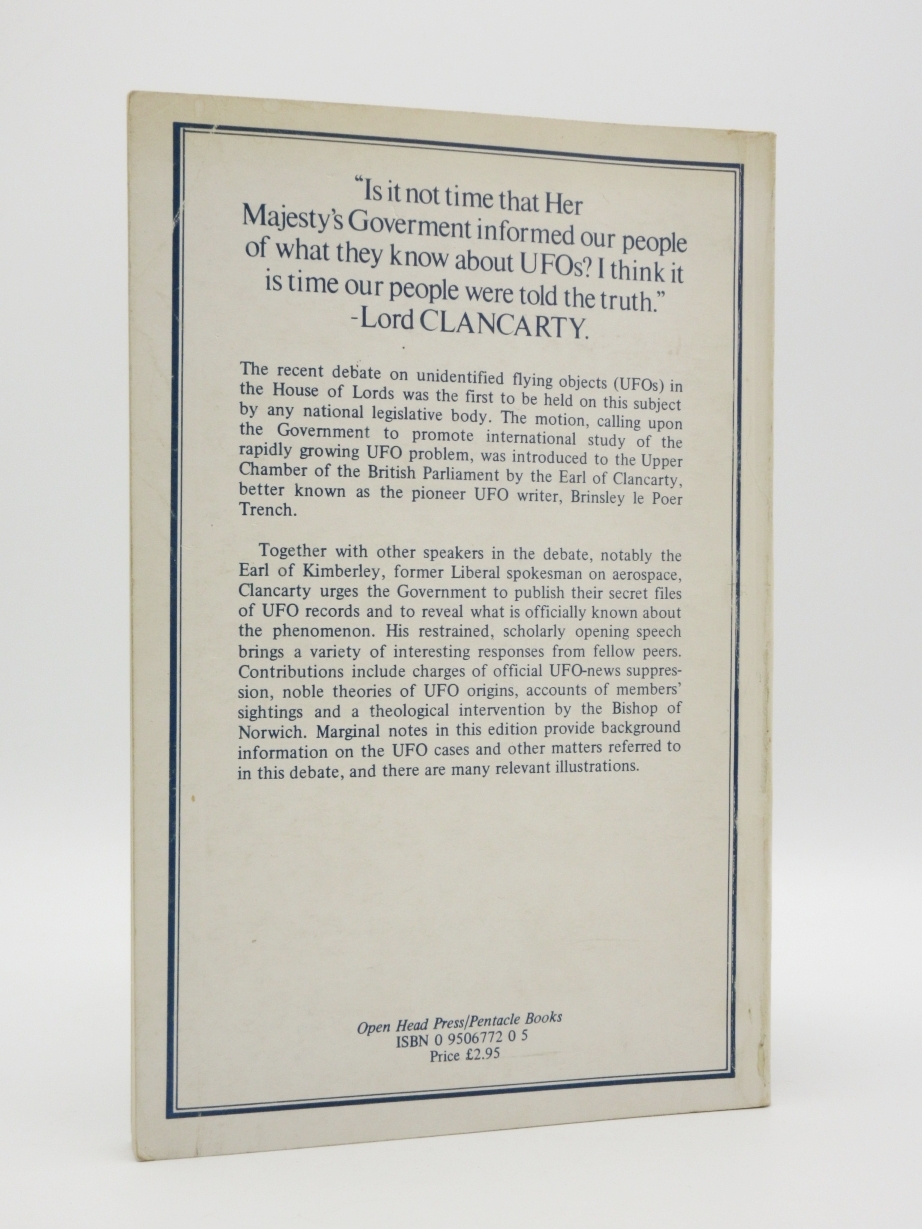 “Is it not time that Her
Majesty’s Goverment informed our people
of what they know about UFOs? I think it
is time our people were told the truth.”
-Lord CLANCARTY.
The recent debate on unidentified flying objects (UFOs) in
the House of Lords was the first to be held on this subject
by any national legislative body. The motion, calling upon
the Government to promote international study of the
rapidly growing UFO problem, was introduced to the Upper
Chamber of the British Parliament by the Earl of Clancarty,
better known as the pioneer UFO writer, Brinsley le Poer
Trench.
Together with other speakers in the debate, notably the
Earl of Kimberley, former Liberal spokesman on aerospace,
Clancarty urges the Government to publish their secret files
of UFO records and to reveal what is officially known about
the phenomenon. His restrained, scholarly opening speech
brings a variety of interesting responses from fellow peers.
Contributions include charges of official UFO-news suppres-
sion, noble theories of UFO origins, accounts of members’
sightings and a theological intervention by the Bishop of
Norwich. Marginal notes in this edition provide background
information on the UFO cases and other matters referred to
in this debate, and there are many relevant illustrations.
Open Head Press/Pentacle Books
ISBN 0 9506772 0 5
Price £2.95